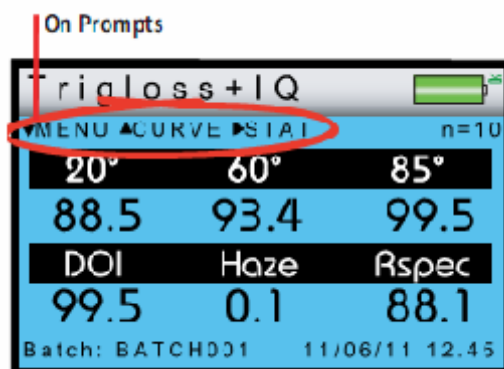 On Prompts
Trigloss+IQ
▼MENU ▲CURVE ▶STAT n=10
20° 60° 85°
88.5 93.4 99.5
DOI Haze Rspec
99.5 0.1 88.1
Batch: BATCH001 11/06/11 12.45